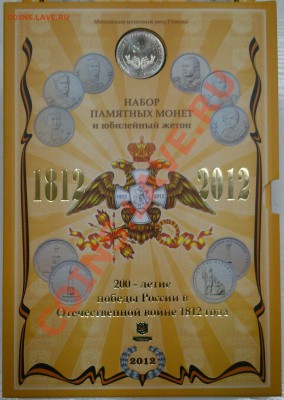 COINS.LAVE.RU
НАБОР
ПАМЯТНЫХ МОНЕТ
и юбилейный жетон
1812 2012
200 - летие
победы России в
Отечественной войне 1812 года
2012
COINS.LAVE.RU